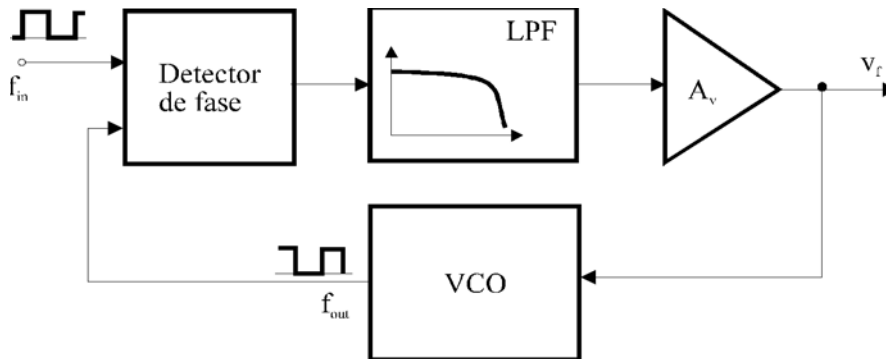 LPF
Detector
de fase
f_in
A_v
v_f
VCO
f_out